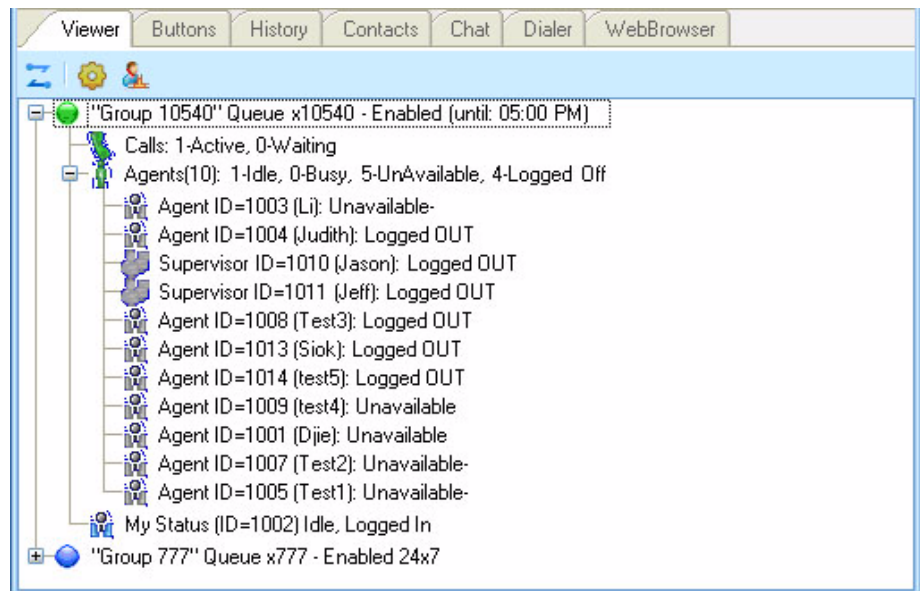 Viewer Buttons History Contacts Chat Dialer WebBrowser
"Group 10540" Queue x10540 - Enabled (until: 05:00 PM)
Calls: 1-Active, 0-Waiting
Agents(10): 1-Idle, 0-Busy, 5-UnAvailable, 4-Logged Off
Agent ID=1003 (Li): Unavailable-
Agent ID=1004 (Judith): Logged OUT
Supervisor ID=1010 (Jason): Logged OUT
Supervisor ID=1011 (Jeff): Logged OUT
Agent ID=1008 (Test3): Logged OUT
Agent ID=1013 (Siok): Logged OUT
Agent ID=1014 (test5): Logged OUT
Agent ID=1009 (test4): Unavailable
Agent ID=1001 (Djie): Unavailable
Agent ID=1007 (Test2): Unavailable-
Agent ID=1005 (Test1): Unavailable-
My Status (ID=1002) Idle, Logged In
"Group 777" Queue x777 - Enabled 24x7